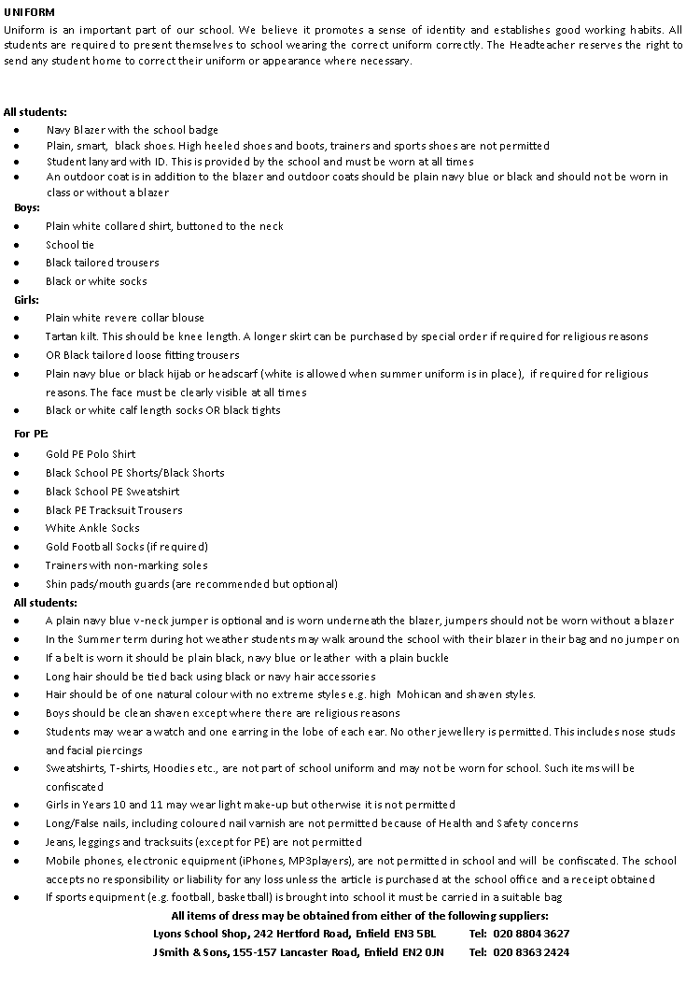 UNIFORM
Uniform is an important part of our school. We believe it promotes a sense of identity and establishes good working habits. All
students are required to present themselves to school wearing the correct uniform correctly. The Headteacher reserves the right to
send any student home to correct their uniform or appearance where necessary.
All students:
• Navy Blazer with the school badge
• Plain, smart, black shoes. High heeled shoes and boots, trainers and sports shoes are not permitted
• Student lanyard with ID. This is provided by the school and must be worn at all times
• An outdoor coat is in addition to the blazer and outdoor coats should be plain navy blue or black and should not be worn in
class or without a blazer
Boys:
• Plain white collared shirt, buttoned to the neck
• School tie
• Black tailored trousers
• Black or white socks
Girls:
• Plain white revere collar blouse
• Tartan kilt. This should be knee length. A longer skirt can be purchased by special order if required for religious reasons
• OR Black tailored loose fitting trousers
• Plain navy blue or black hijab or headscarf (white is allowed when summer uniform is in place), if required for religious
reasons. The face must be clearly visible at all times
• Black or white calf length socks OR black tights
For PE:
• Gold PE Polo Shirt
• Black School PE Shorts/Black Shorts
• Black School PE Sweatshirt
• Black PE Tracksuit Trousers
• White Ankle Socks
• Gold Football Socks (if required)
• Trainers with non-marking soles
• Shin pads/mouth guards (are recommended but optional)
All students:
• A plain navy blue v-neck jumper is optional and is worn underneath the blazer, jumpers should not be worn without a blazer
• In the Summer term during hot weather students may walk around the school with their blazer in their bag and no jumper on
• If a belt is worn it should be plain black, navy blue or leather with a plain buckle
• Long hair should be tied back using black or navy hair accessories
• Hair should be of one natural colour with no extreme styles e.g. high Mohican and shaven styles.
• Boys should be clean shaven except where there are religious reasons
• Students may wear a watch and one earring in the lobe of each ear. No other jewellery is permitted. This includes nose studs
and facial piercings
• Sweatshirts, T-shirts, Hoodies etc., are not part of school uniform and may not be worn for school. Such items will be
confiscated
• Girls in Years 10 and 11 may wear light make-up but otherwise it is not permitted
• Long/False nails, including coloured nail varnish are not permitted because of Health and Safety concerns
• Jeans, leggings and tracksuits (except for PE) are not permitted
• Mobile phones, electronic equipment (iPhones, MP3players), are not permitted in school and will be confiscated. The school
accepts no responsibility or liability for any loss unless the article is purchased at the school office and a receipt obtained
• If sports equipment (e.g. football, basketball) is brought into school it must be carried in a suitable bag
All items of dress may be obtained from either of the following suppliers:
Lyons School Shop, 242 Hertford Road, Enfield EN3 5BL Tel: 020 8804 3627
J Smith & Sons, 155-157 Lancaster Road, Enfield EN2 0JN Tel: 020 8363 2424